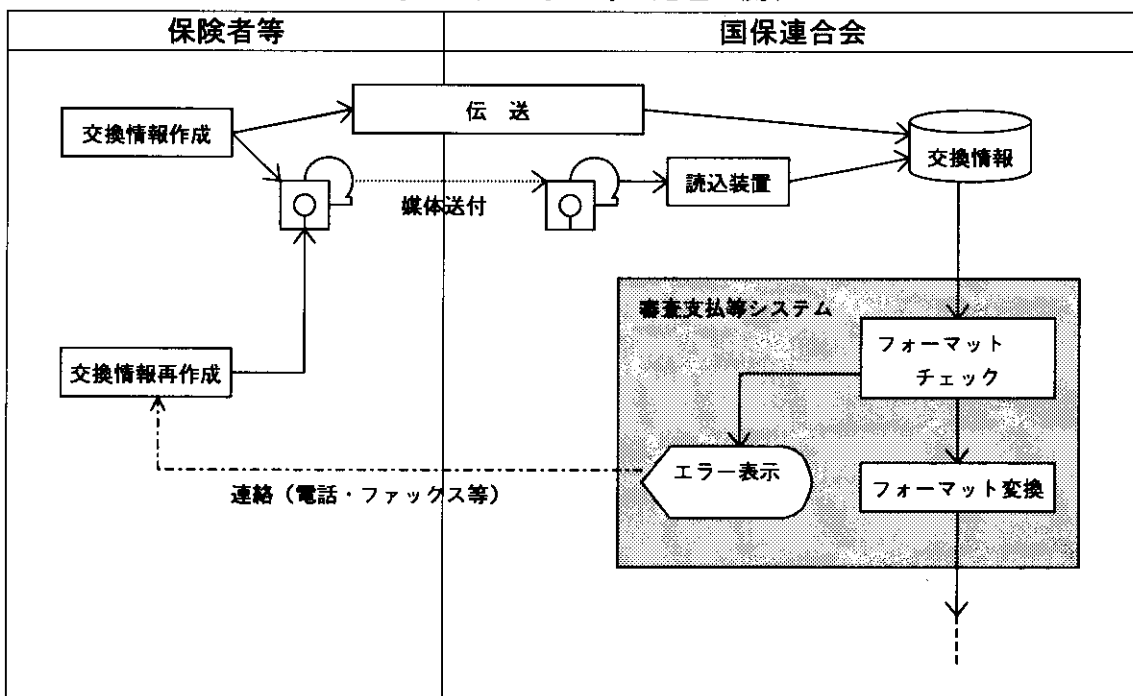 保険者等
国保連合会
伝 送
交換情報作成
交換情報
読込装置
媒体送付
審査支払等システム
フォーマット
チェック
交換情報再作成
エラー表示
フォーマット変換
連絡（電話・ファックス等）